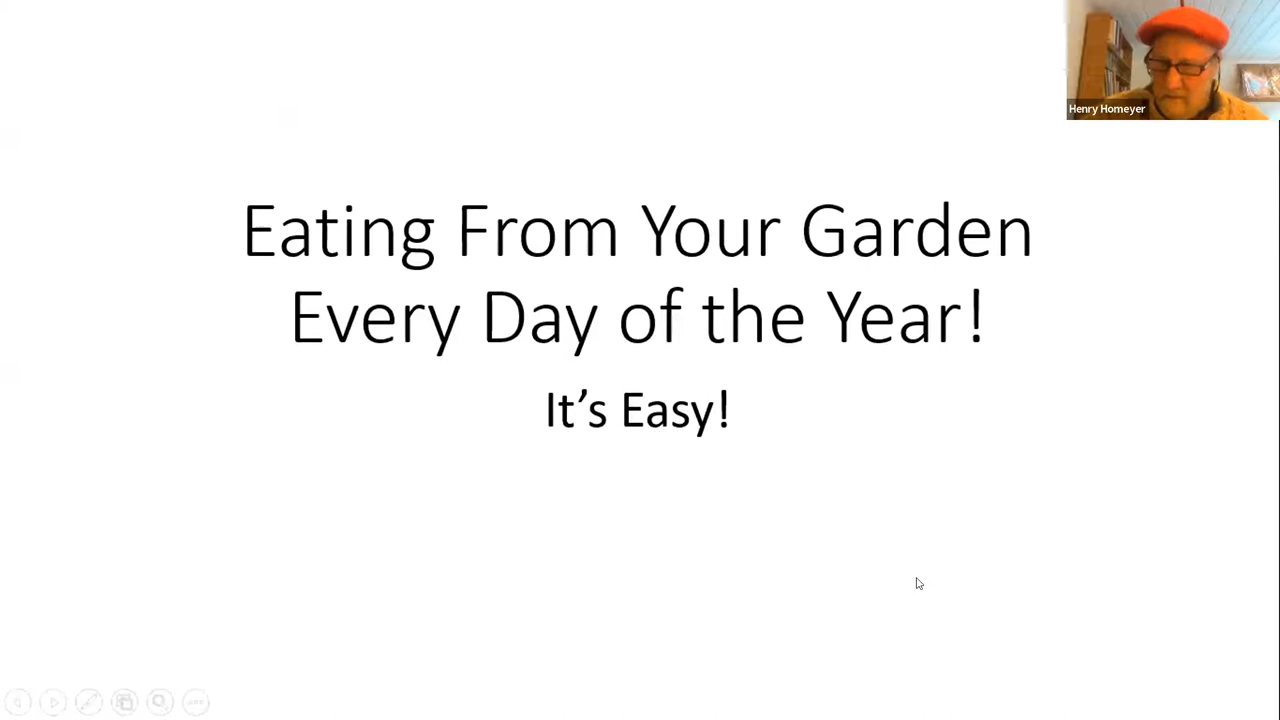 Henry Homeyer
Eating From Your Garden
Every Day of the Year!
It’s Easy!